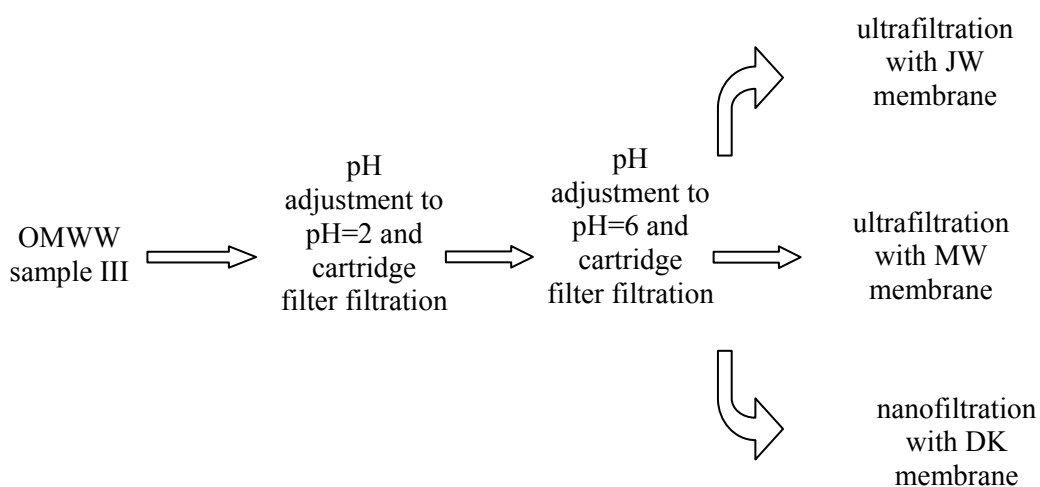 OMWW
sample III
pH
adjustment to
pH=2 and
cartridge
filter filtration
pH
adjustment to
pH=6 and
cartridge
filter filtration
ultrafiltration
with JW
membrane
ultrafiltration
with MW
membrane
nanofiltration
with DK
membrane